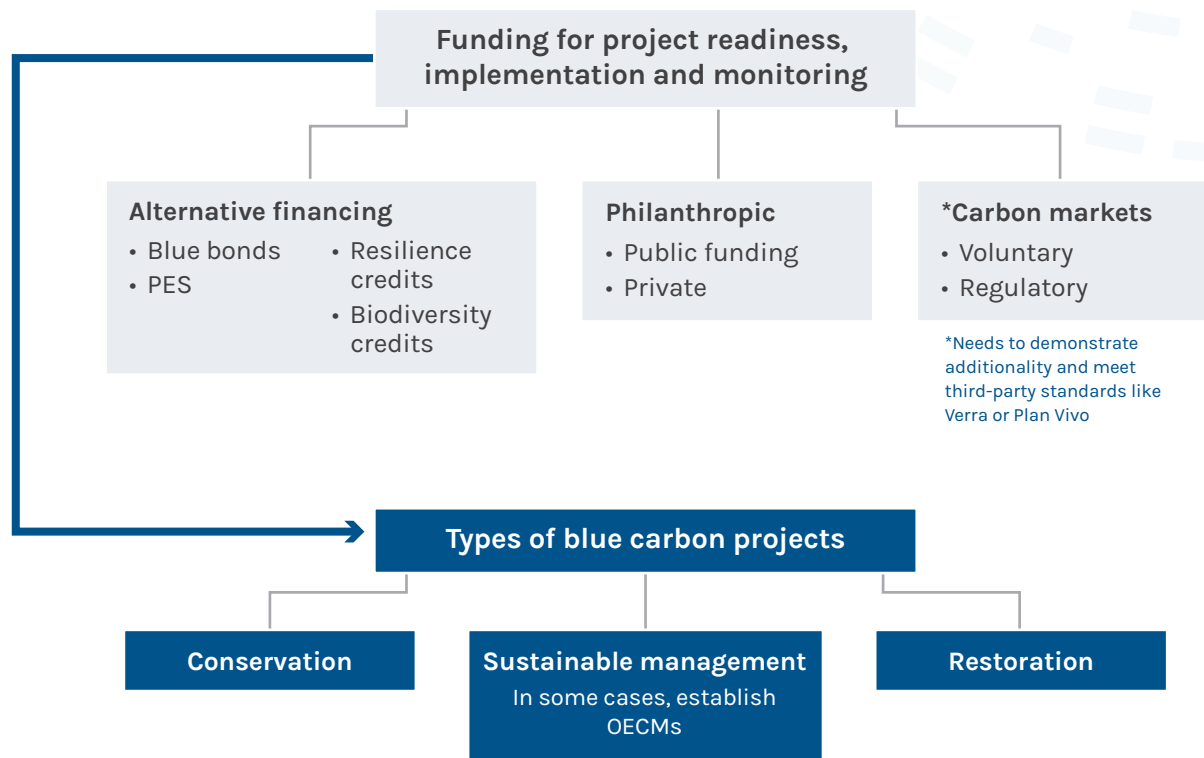 Funding for project readiness,
implementation and monitoring
Alternative financing
• Blue bonds
• PES
• Resilience
credits
• Biodiversity
credits
Philanthropic
• Public funding
• Private
*Carbon markets
• Voluntary
• Regulatory
*Needs to demonstrate
additionality and meet
third-party standards like
Verra or Plan Vivo
Types of blue carbon projects
Conservation
Sustainable management
In some cases, establish
OECMs
Restoration